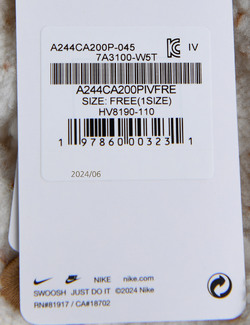 A244CA200P-045 IV
7A3100-W5T
A244CA200PIVFRE
SIZE: FREE(1SIZE)
HV8190-110
1 97860 00323 1
2024/06
NIKE nike.com
SWOOSH JUST DO IT ©2024 Nike
RN#81917 / CA#18702